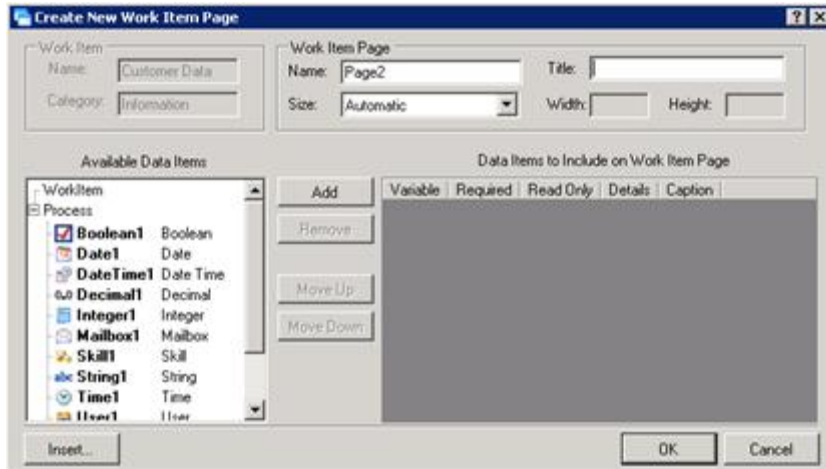 Create New Work Item Page
Work Item
Name: Customer Data
Category: Information
Work Item Page
Name: Page2
Title:
Size: Automatic
Width:
Height:
Available Data Items
WorkItem
Process
Boolean1 Boolean
Date1 Date
DateTime1 Date Time
Decimal1 Decimal
Integer1 Integer
Mailbox1 Mailbox
Skill1 Skill
abc String1 String
Time1 Time
User1 User
Add
Remove
Move Up
Move Down
Data Items to Include on Work Item Page
Variable Required Read Only Details Caption
Insert...
OK
Cancel